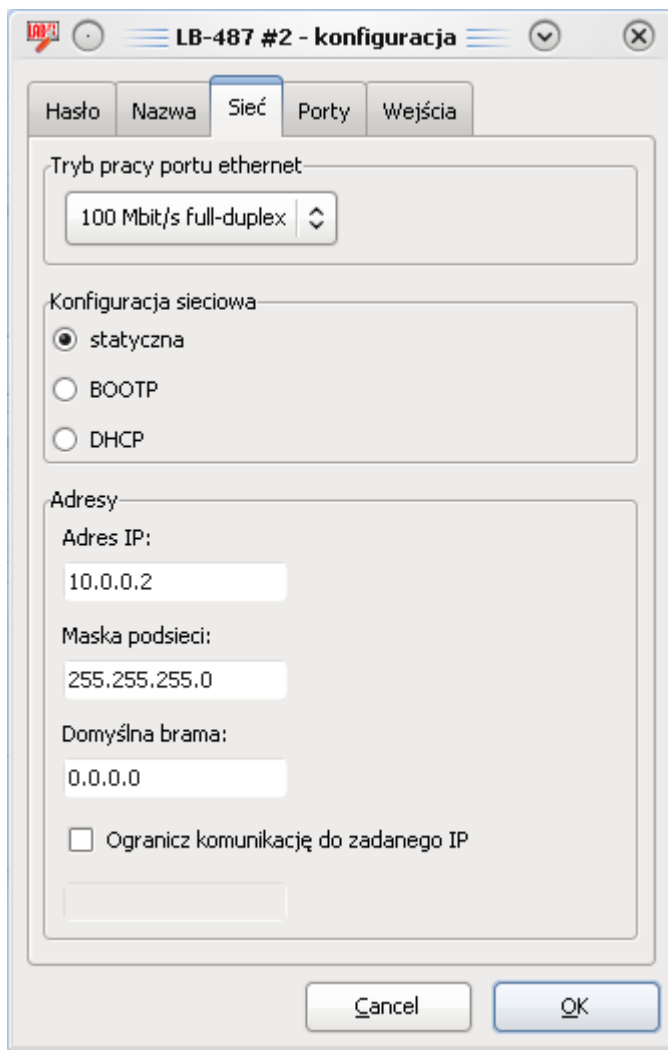 LB-487 #2 - konfiguracja
Hasło Nazwa Sieć Porty Wejścia
Tryb pracy portu ethernet
100 Mbit/s full-duplex
Konfiguracja sieciowa
statyczna
BOOTP
DHCP
Adresy
Adres IP:
10.0.0.2
Maska podsieci:
255.255.255.0
Domyślna brama:
0.0.0.0
Ogranicz komunikację do zadanego IP
Cancel OK